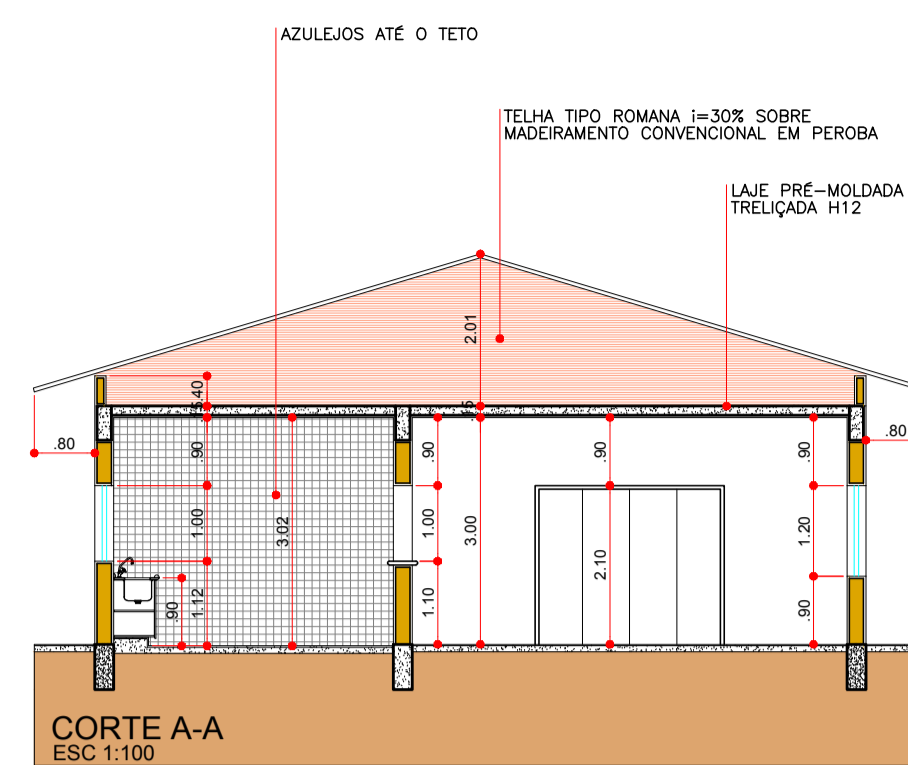 AZULEJOS ATÉ O TETO
TELHA TIPO ROMANA i=30% SOBRE
MADEIRAMENTO CONVENCIONAL EM PEROBA
LAJE PRÉ-MOLDADA
TRELIÇADA H12
2.01
.40
.80
.90
1.00
1.12
.90
3.02
.90
1.00
1.10
3.00
.90
2.10
.90
1.20
.90
.80
CORTE A-A
ESC 1:100